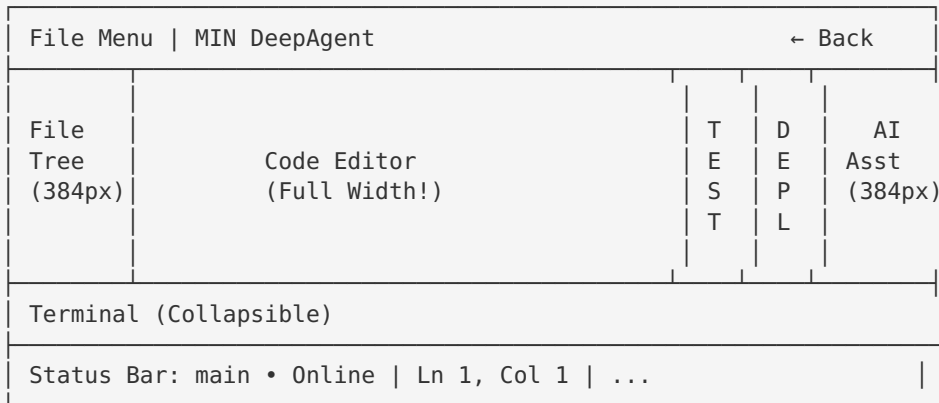 File Menu | MIN DeepAgent ← Back
File T D AI
Tree Code Editor E E Asst
(384px) (Full Width!) S P (384px)
T L
Terminal (Collapsible)
Status Bar: main • Online | Ln 1, Col 1 | ...